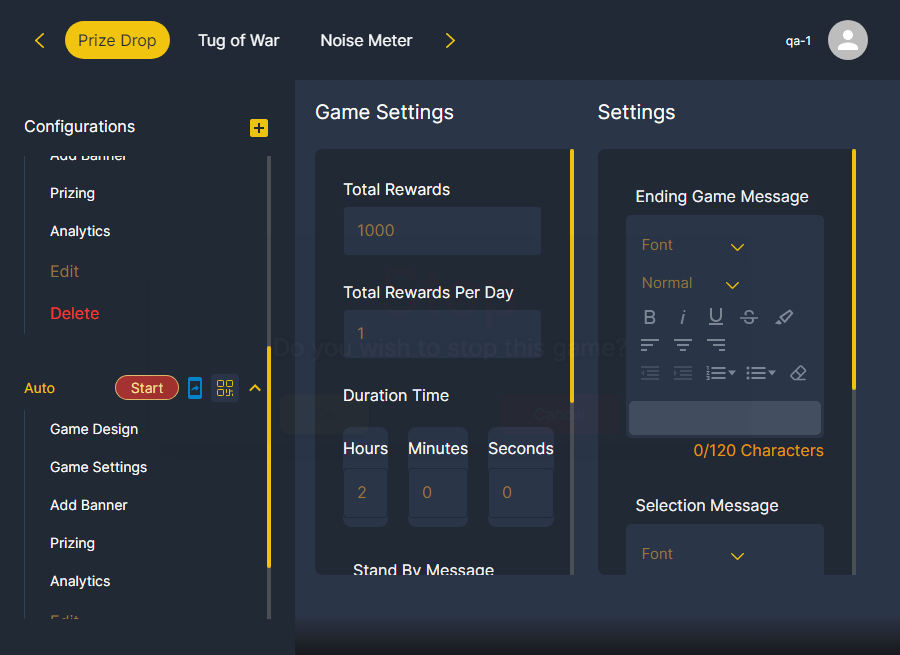 Prize Drop Tug of War Noise Meter qa-1
Configurations
Add Banner
Prizing
Analytics
Edit
Delete
Auto Start
Game Design
Game Settings
Add Banner
Prizing
Analytics
Edit
Game Settings
Total Rewards
1000
Total Rewards Per Day
1
Do you wish to stop this game?
Cancel
Duration Time
Hours Minutes Seconds
2 0 0
Stand By Message
Settings
Ending Game Message
Font
Normal
B i U S
0/120 Characters
Selection Message
Font